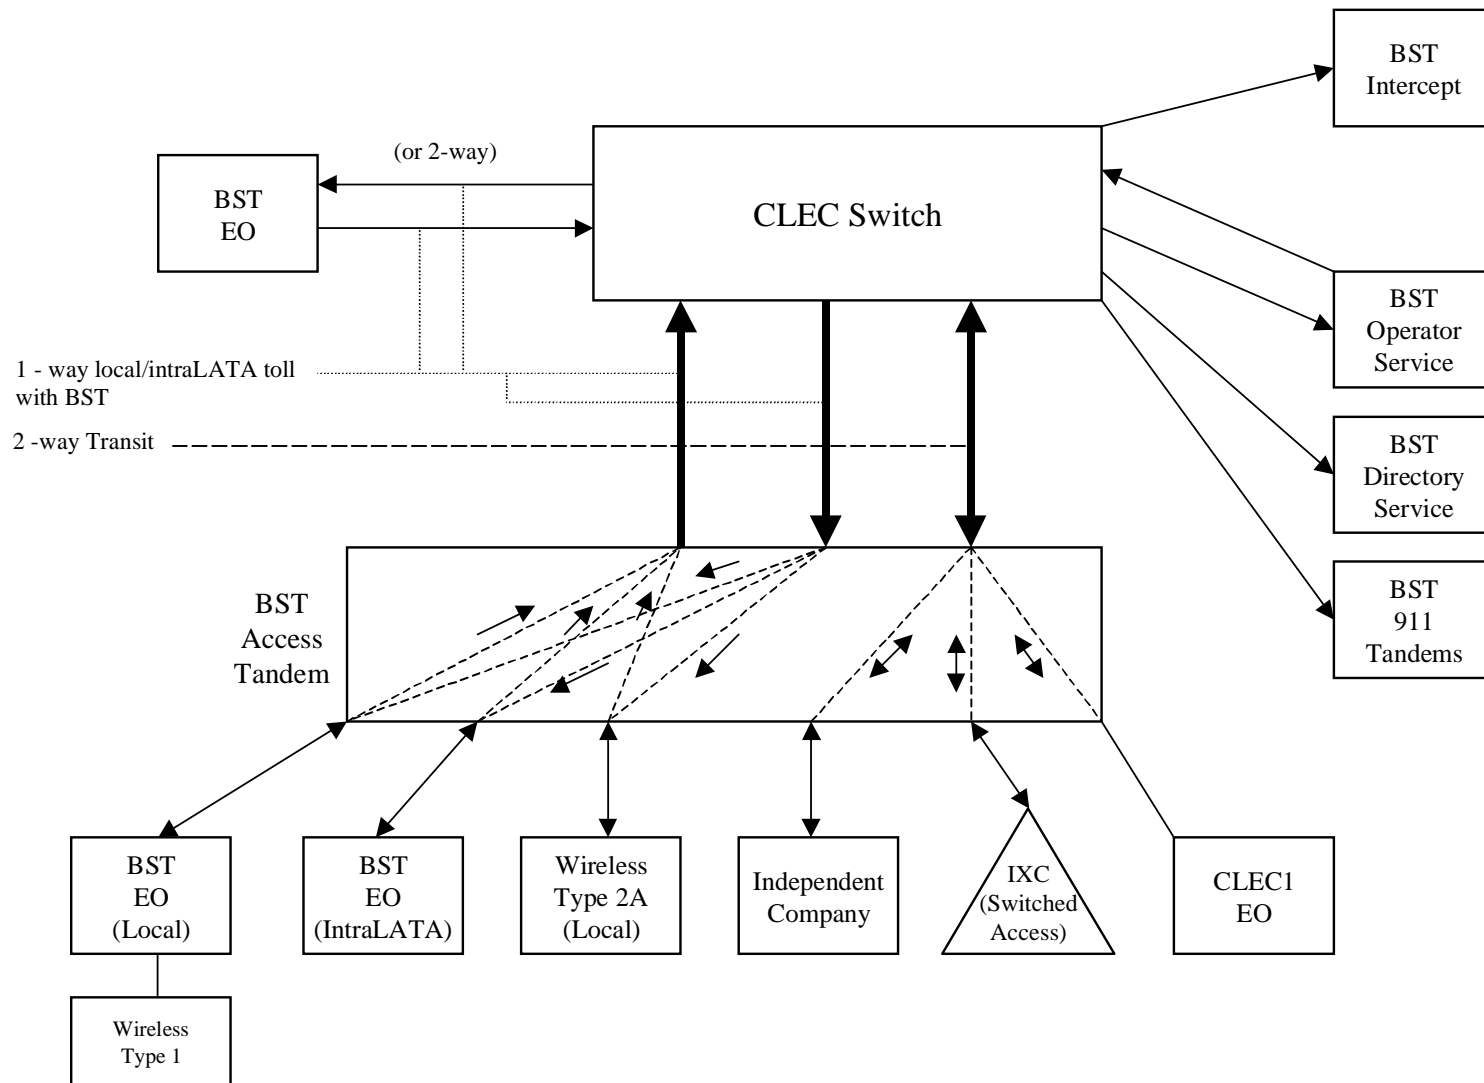 BST
Intercept
(or 2-way)
BST
EO
CLEC Switch
BST
Operator
Service
1 - way local/intraLATA toll
with BST
2 -way Transit
BST
Directory
Service
BST
Access
Tandem
BST
911
Tandems
BST
EO
(Local)
BST
EO
(IntraLATA)
Wireless
Type 2A
(Local)
Independent
Company
IXC
(Switched
Access)
CLEC1
EO
Wireless
Type 1